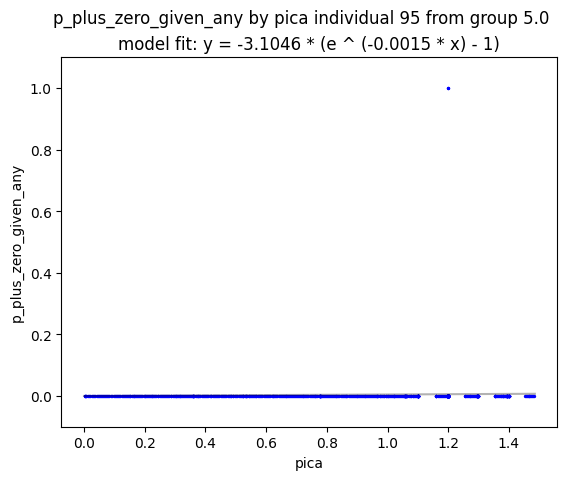 p_plus_zero_given_any by pica individual 95 from group 5.0
model fit: y = -3.1046 * (e ^ (-0.0015 * x) - 1)
p_plus_zero_given_any
1.0
0.8
0.6
0.4
0.2
0.0
0.0 0.2 0.4 0.6 0.8 1.0 1.2 1.4
pica